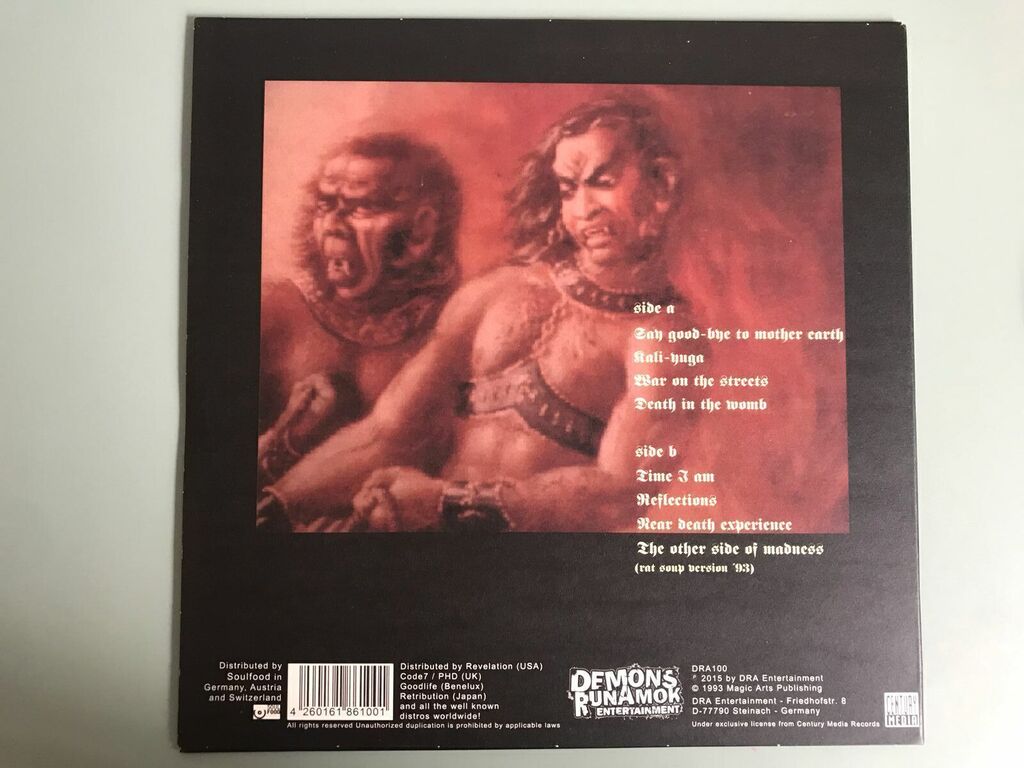 side a
Say good-bye to mother earth
Kali-yuga
War on the streets
Death in the womb
side b
Time I am
Reflections
Near death experience
The other side of madness
(rat soup version '93)
Distributed by
Soulfood in
Germany, Austria
and Switzerland
SOUL
FOOD
4 260161 861001
Distributed by Revelation (USA)
Code7 / PHD (UK)
Goodlife (Benelux)
Retribution (Japan)
and all the well known
distros worldwide!
All rights reserved Unauthorized duplication is prohibited by applicable laws
DEMONS
RUNAMOK
ENTERTAINMENT
DRA100
℗ 2015 by DRA Entertainment
© 1993 Magic Arts Publishing
DRA Entertainment - Friedhofstr. 8
D-77790 Steinach - Germany
Under exclusive license from Century Media Records
CENTURY
MEDIA